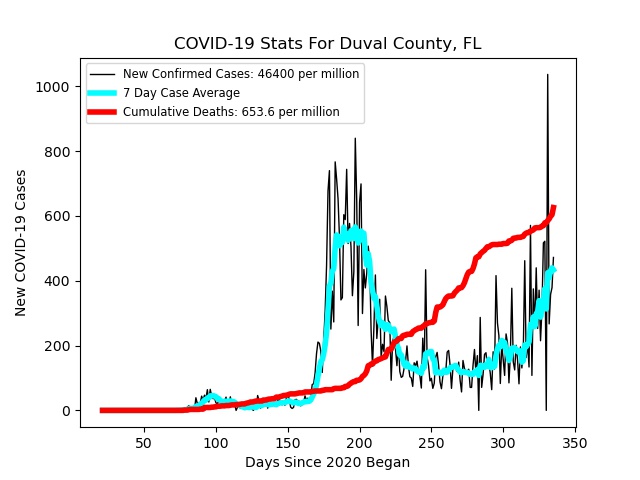 COVID-19 Stats For Duval County, FL
New Confirmed Cases: 46400 per million
7 Day Case Average
Cumulative Deaths: 653.6 per million
New COVID-19 Cases
1000
800
600
400
200
0
50 100 150 200 250 300 350
Days Since 2020 Began